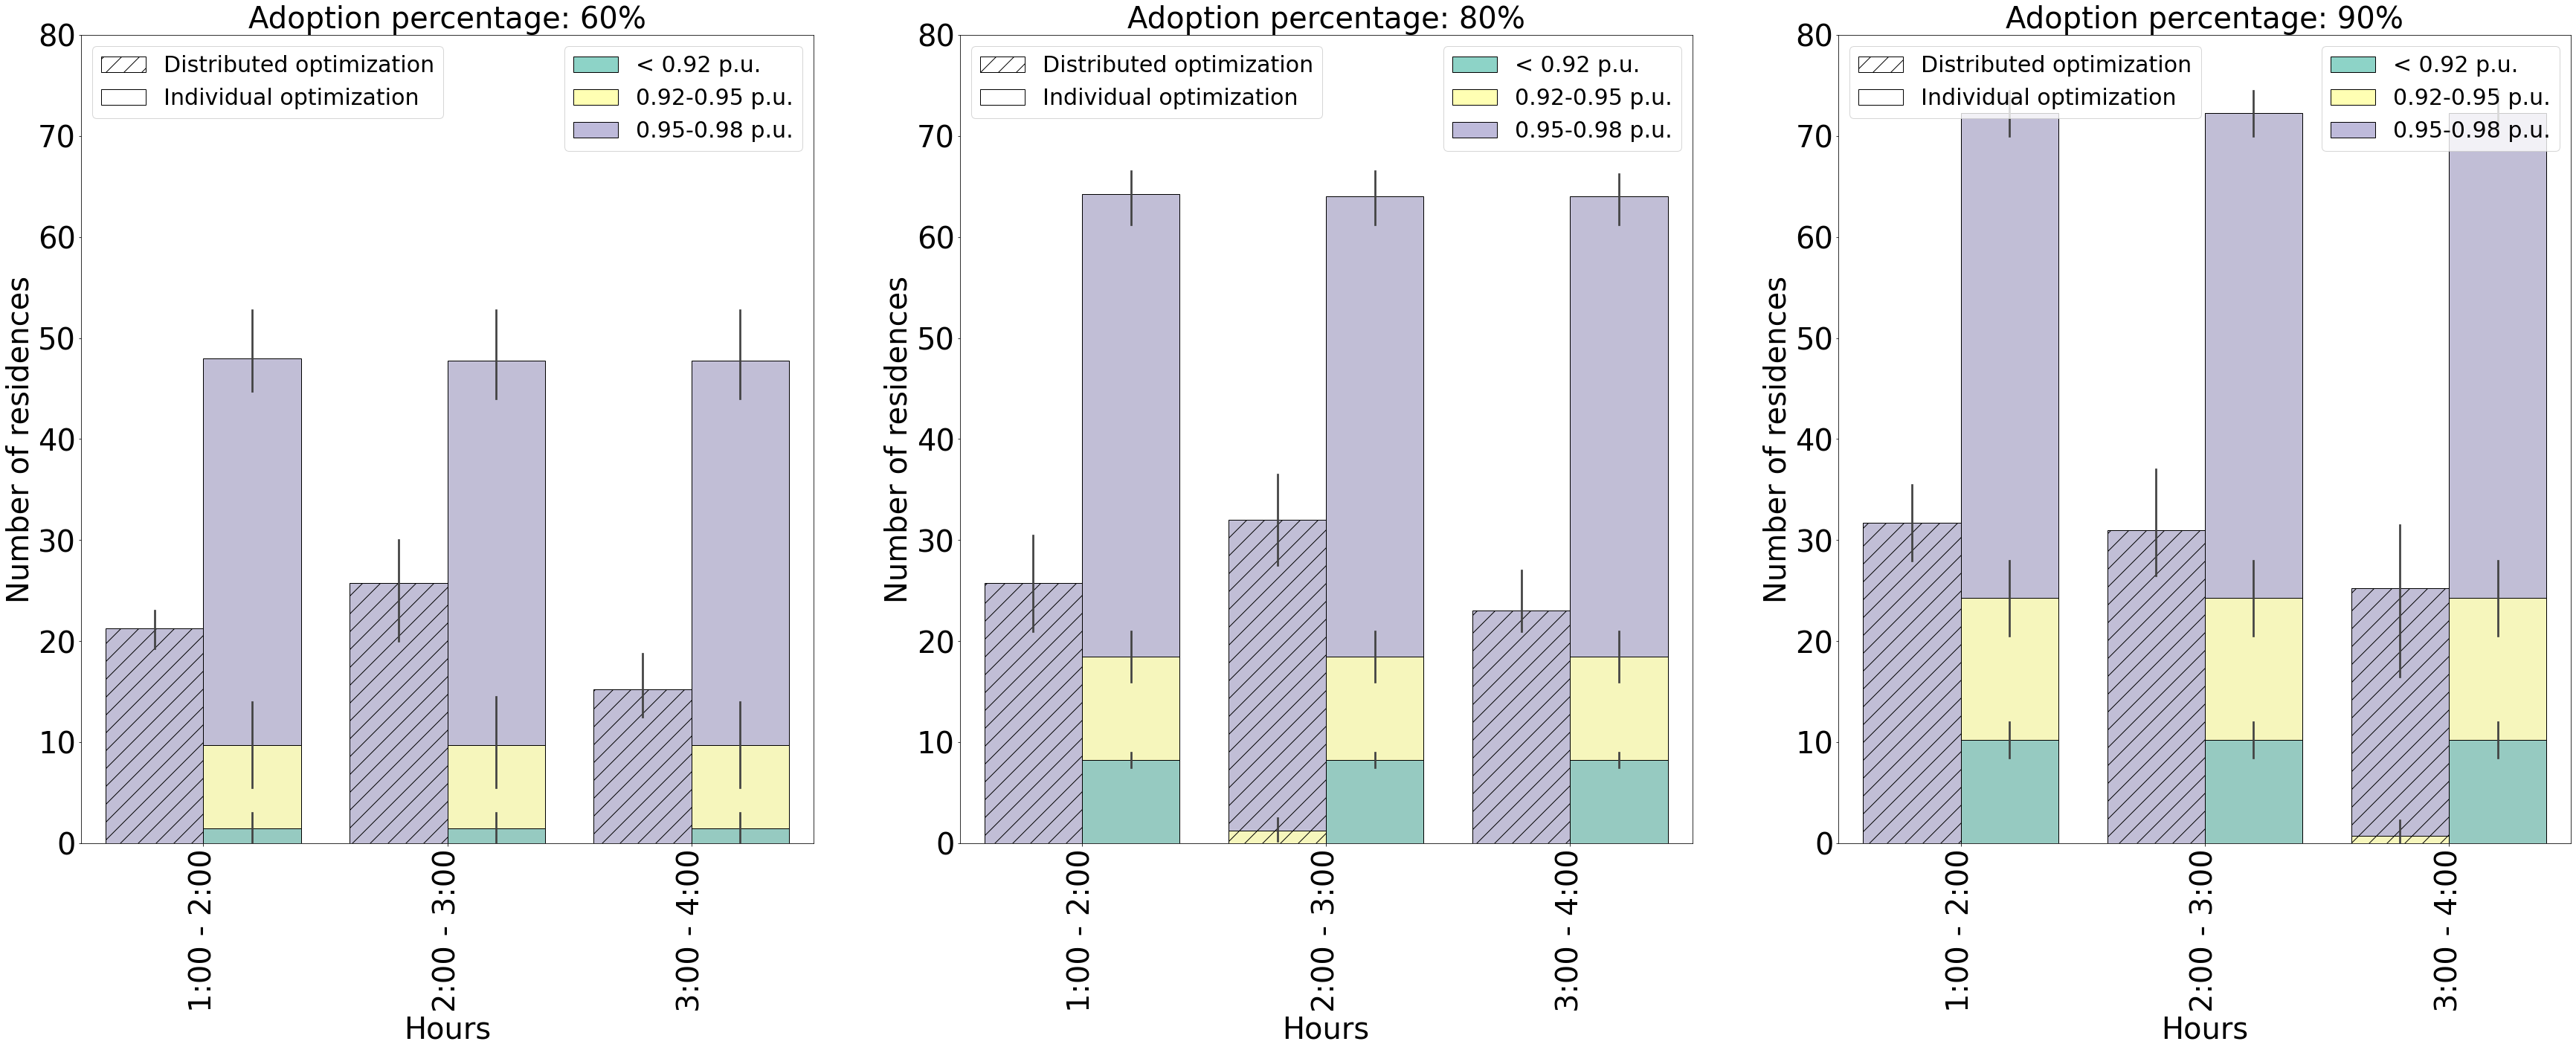 Adoption percentage: 60%
Distributed optimization
Individual optimization
< 0.92 p.u.
0.92-0.95 p.u.
0.95-0.98 p.u.
Number of residences
80
70
60
50
40
30
20
10
0
1:00 - 2:00
2:00 - 3:00
3:00 - 4:00
Hours
Adoption percentage: 80%
Distributed optimization
Individual optimization
< 0.92 p.u.
0.92-0.95 p.u.
0.95-0.98 p.u.
Number of residences
80
70
60
50
40
30
20
10
0
1:00 - 2:00
2:00 - 3:00
3:00 - 4:00
Hours
Adoption percentage: 90%
Distributed optimization
Individual optimization
< 0.92 p.u.
0.92-0.95 p.u.
0.95-0.98 p.u.
Number of residences
80
70
60
50
40
30
20
10
0
1:00 - 2:00
2:00 - 3:00
3:00 - 4:00
Hours